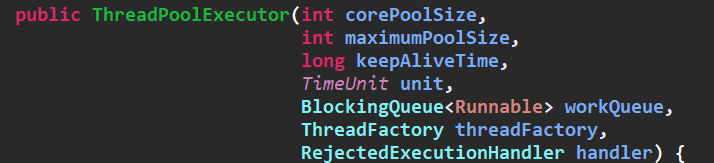 public ThreadPoolExecutor(int corePoolSize,
int maximumPoolSize,
long keepAliveTime,
TimeUnit unit,
BlockingQueue<Runnable> workQueue,
ThreadFactory threadFactory,
RejectedExecutionHandler handler) {